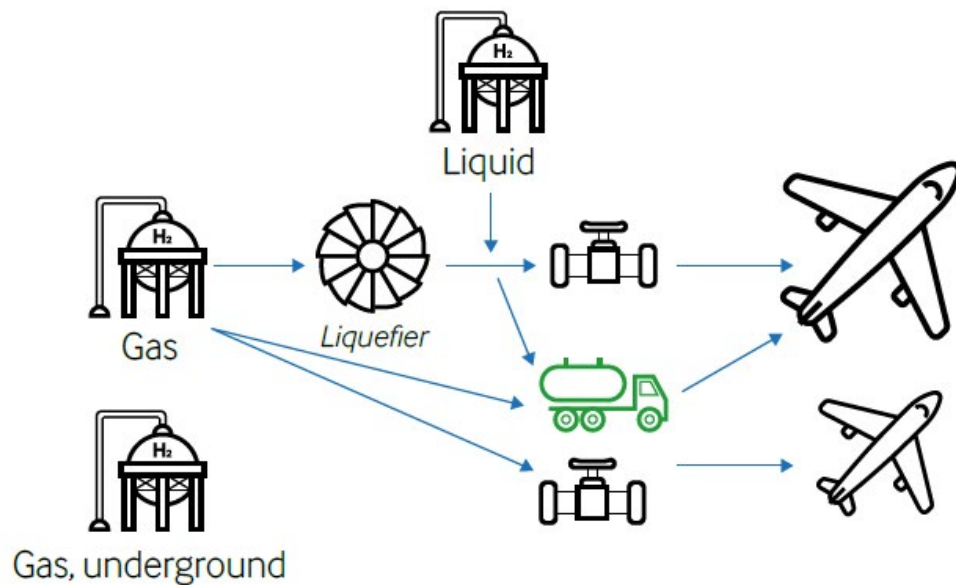 H₂
Liquid
H₂
Gas
Liquefier
H₂
Gas, underground